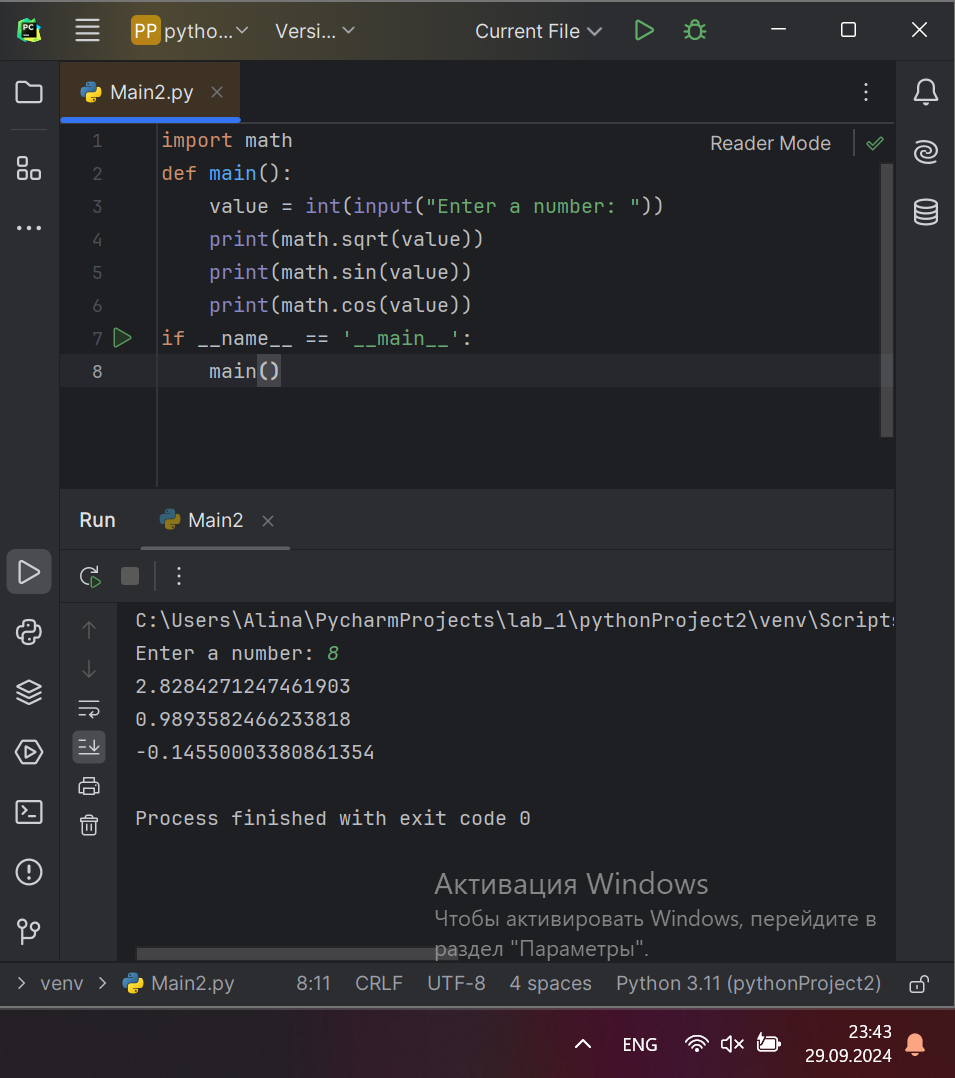 PC
PP pytho... Versi... Current File
Main2.py
Reader Mode
1 import math
2 def main():
3     value = int(input("Enter a number: "))
4     print(math.sqrt(value))
5     print(math.sin(value))
6     print(math.cos(value))
7 if __name__ == '__main__':
8     main()
Run Main2
C:\Users\Alina\PycharmProjects\lab_1\pythonProject2\venv\Scripts
Enter a number: 8
2.8284271247461903
0.9893582466233818
-0.14550003380861354
Process finished with exit code 0
Активация Windows
Чтобы активировать Windows, перейдите в
раздел "Параметры".
venv Main2.py 8:11 CRLF UTF-8 4 spaces Python 3.11 (pythonProject2)
ENG
23:43
29.09.2024